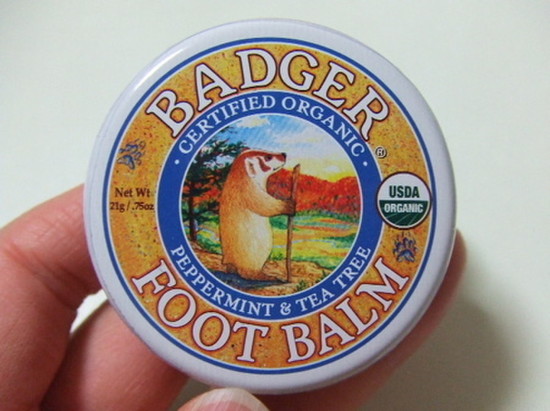 BADGER
· CERTIFIED ORGANIC ·
®
Net Wt
21g / .75oz
USDA
ORGANIC
PEPPERMINT & TEA TREE
FOOT BALM